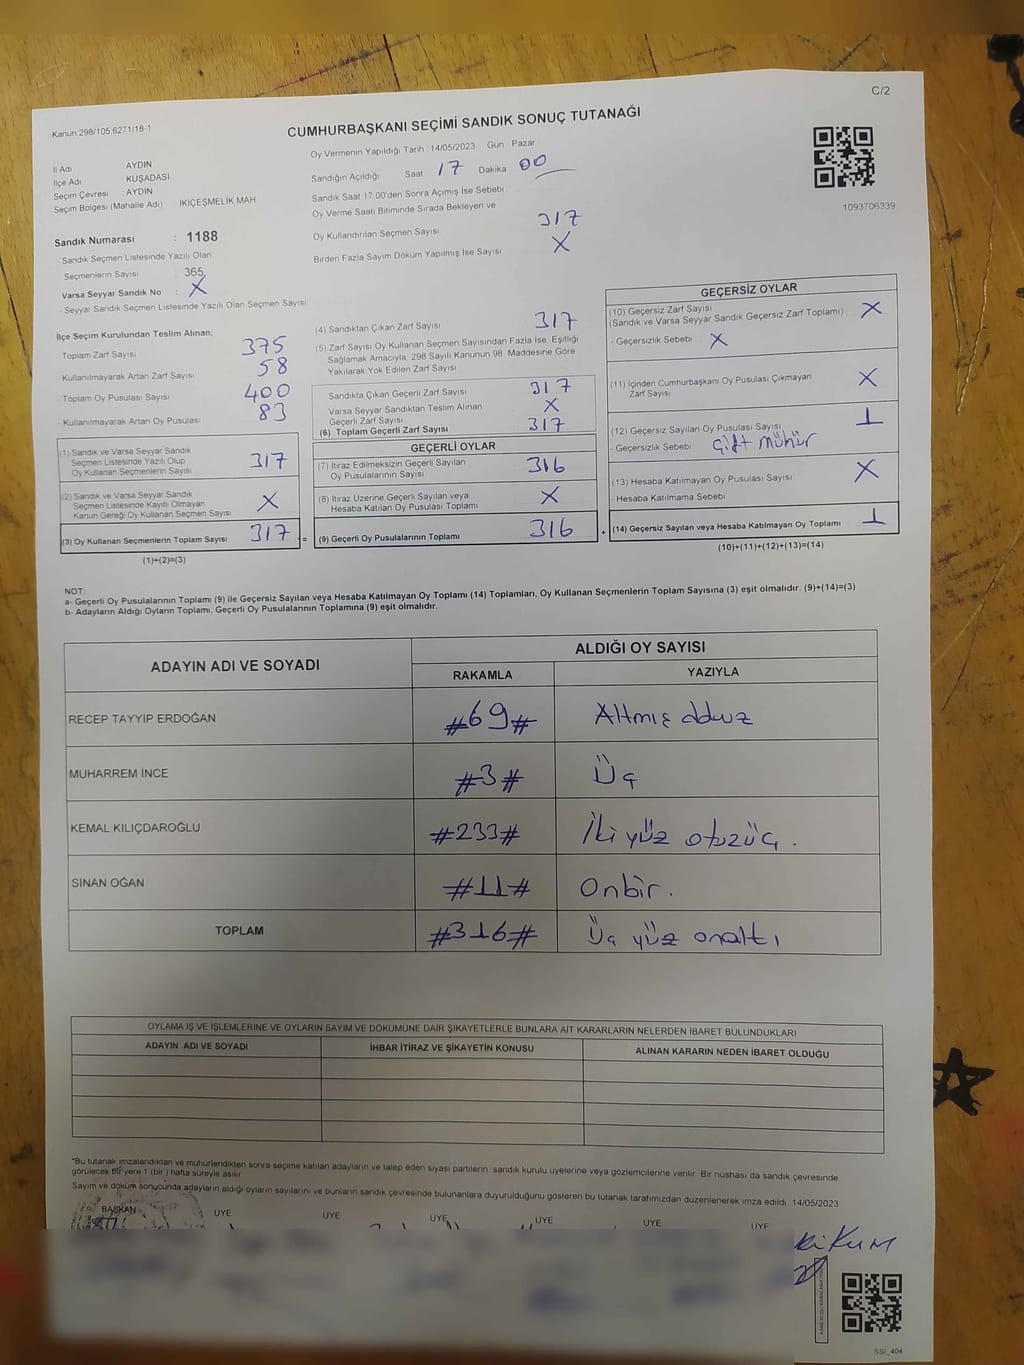 C/2
Kanun 298/105.6271/18-1
CUMHURBAŞKANI SEÇİMİ SANDIK SONUÇ TUTANAĞI
Oy Vermenin Yapıldığı Tarih 14/05/2023 Gün Pazar
İl Adı AYDIN
İlçe Adı KUŞADASI
Seçim Çevresi : AYDIN
Seçim Bölgesi (Mahalle Adı) İKİÇEŞMELİK MAH
Sandık Numarası : 1188
- Sandık Seçmen Listesinde Yazılı Olan
Seçmenlerin Sayısı : 365
Varsa Seyyar Sandık No : X
- Seyyar Sandık Seçmen Listesinde Yazılı Olan Seçmen Sayısı
Sandığın Açıldığı Saat 17 Dakika 00
Sandık Saat 17.00'den Sonra Açımış İse Sebebi
Oy Verme Saati Bitiminde Sırada Bekleyen ve
Oy Kullandırılan Seçmen Sayısı 317
Birden Fazla Sayım Döküm Yapılmış İse Sayısı X
1093706339
İlçe Seçim Kurulundan Teslim Alınan;
- Toplam Zarf Sayısı 375
- Kullanılmayarak Artan Zarf Sayısı 58
- Toplam Oy Pusulası Sayısı 400
- Kullanılmayarak Artan Oy Pusulası 83
(1) Sandık ve Varsa Seyyar Sandık
Seçmen Listesinde Yazılı Olup
Oy Kullanan Seçmenlerin Sayısı 317
(2) Sandık ve Varsa Seyyar Sandık
Seçmen Listesinde Kayıtlı Olmayan
Kanun Gereği Oy Kullanan Seçmen Sayısı X
(3) Oy Kullanan Seçmenlerin Toplam Sayısı 317 =
(1)+(2)=(3)
(4) Sandıktan Çıkan Zarf Sayısı 317
(5) Zarf Sayısı Oy Kullanan Seçmen Sayısından Fazla İse, Eşitliği
Sağlamak Amacıyla, 298 Sayılı Kanunun 98. Maddesine Göre
Yakılarak Yok Edilen Zarf Sayısı
Sandıkta Çıkan Geçerli Zarf Sayısı 317
Varsa Seyyar Sandıktan Teslim Alınan
Geçerli Zarf Sayısı X
(6) Toplam Geçerli Zarf Sayısı 317
GEÇERLİ OYLAR
(7) İtiraz Edilmeksizin Geçerli Sayılan
Oy Pusulalarının Sayısı 316
(8) İtiraz Üzerine Geçerli Sayılan veya
Hesaba Katılan Oy Pusulası Toplamı X
(9) Geçerli Oy Pusulalarının Toplamı 316 +
GEÇERSİZ OYLAR
(10) Geçersiz Zarf Sayısı
(Sandık ve Varsa Seyyar Sandık Geçersiz Zarf Toplamı) X
- Geçersizlik Sebebi X
(11) İçinden Cumhurbaşkanı Oy Pusulası Çıkmayan
Zarf Sayısı X
(12) Geçersiz Sayılan Oy Pusulası Sayısı 1
- Geçersizlik Sebebi Çift mühür
(13) Hesaba Katılmayan Oy Pusulası Sayısı X
- Hesaba Katılmama Sebebi
(14) Geçersiz Sayılan veya Hesaba Katılmayan Oy Toplamı 1
(10)+(11)+(12)+(13)=(14)
NOT:
a- Geçerli Oy Pusulalarının Toplamı (9) ile Geçersiz Sayılan veya Hesaba Katılmayan Oy Toplamı (14) Toplamları, Oy Kullanan Seçmenlerin Toplam Sayısına (3) eşit olmalıdır. (9)+(14)=(3)
b- Adayların Aldığı Oyların Toplamı, Geçerli Oy Pusulalarının Toplamına (9) eşit olmalıdır.
ADAYIN ADI VE SOYADI
ALDIĞI OY SAYISI
RAKAMLA YAZIYLA
RECEP TAYYİP ERDOĞAN #69# Altmış dokuz
MUHARREM İNCE #3# Üç
KEMAL KILIÇDAROĞLU #233# İki yüz otuzüç.
SİNAN OĞAN #11# Onbir.
TOPLAM #316# Üç yüz onaltı
OYLAMA İŞ VE İŞLEMLERİNE VE OYLARIN SAYIM VE DÖKÜMÜNE DAİR ŞİKAYETLERLE BUNLARA AİT KARARLARIN NELERDEN İBARET BULUNDUKLARI
ADAYIN ADI VE SOYADI İHBAR İTİRAZ VE ŞİKAYETİN KONUSU ALINAN KARARIN NEDEN İBARET OLDUĞU
*Bu tutanak imzalandıktan ve mühürlendikten sonra seçime katılan adayların ve talep eden siyasi partilerin sandık kurulu üyelerine veya gözlemcilerine verilir. Bir nüshası da sandık çevresinde
görülecek bir yere 1 (bir) hafta süreyle asılır
Sayım ve döküm sonucunda adayların aldığı oyların sayılarını ve bunların sandık çevresinde bulunanlara duyurulduğunu gösteren bu tutanak tarafımızdan düzenlenerek imza edildi 14/05/2023
BAŞKAN ÜYE ÜYE ÜYE ÜYE ÜYE ÜYE
SSI_404